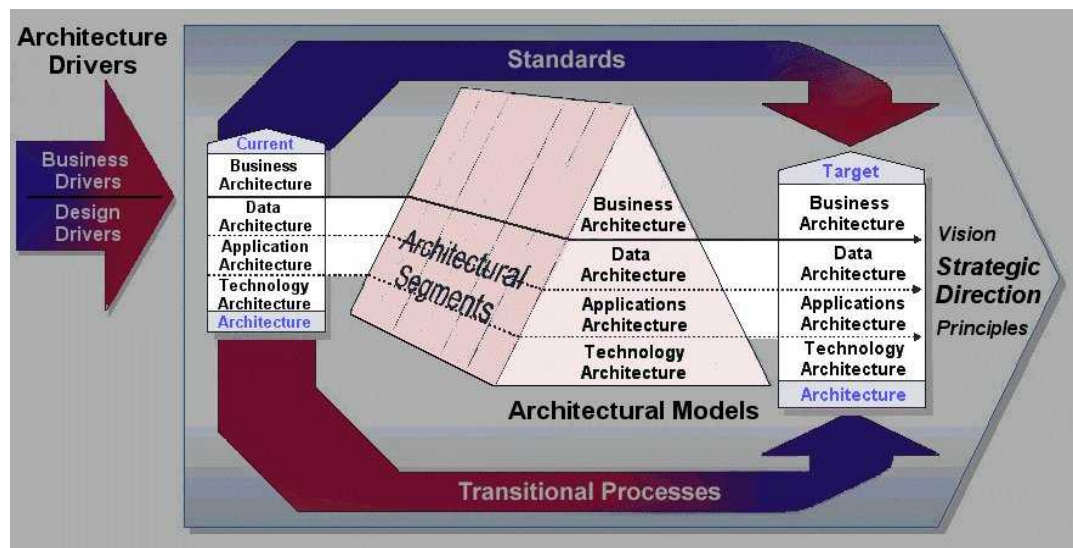 Architecture
Drivers
Business
Drivers
Design
Drivers
Standards
Current
Business
Architecture
Data
Architecture
Application
Architecture
Technology
Architecture
Architecture
Architectural
Segments
Business
Architecture
Data
Architecture
Applications
Architecture
Technology
Architecture
Architectural Models
Target
Business
Architecture
Data
Architecture
Applications
Architecture
Technology
Architecture
Architecture
Vision
Strategic
Direction
Principles
Transitional Processes